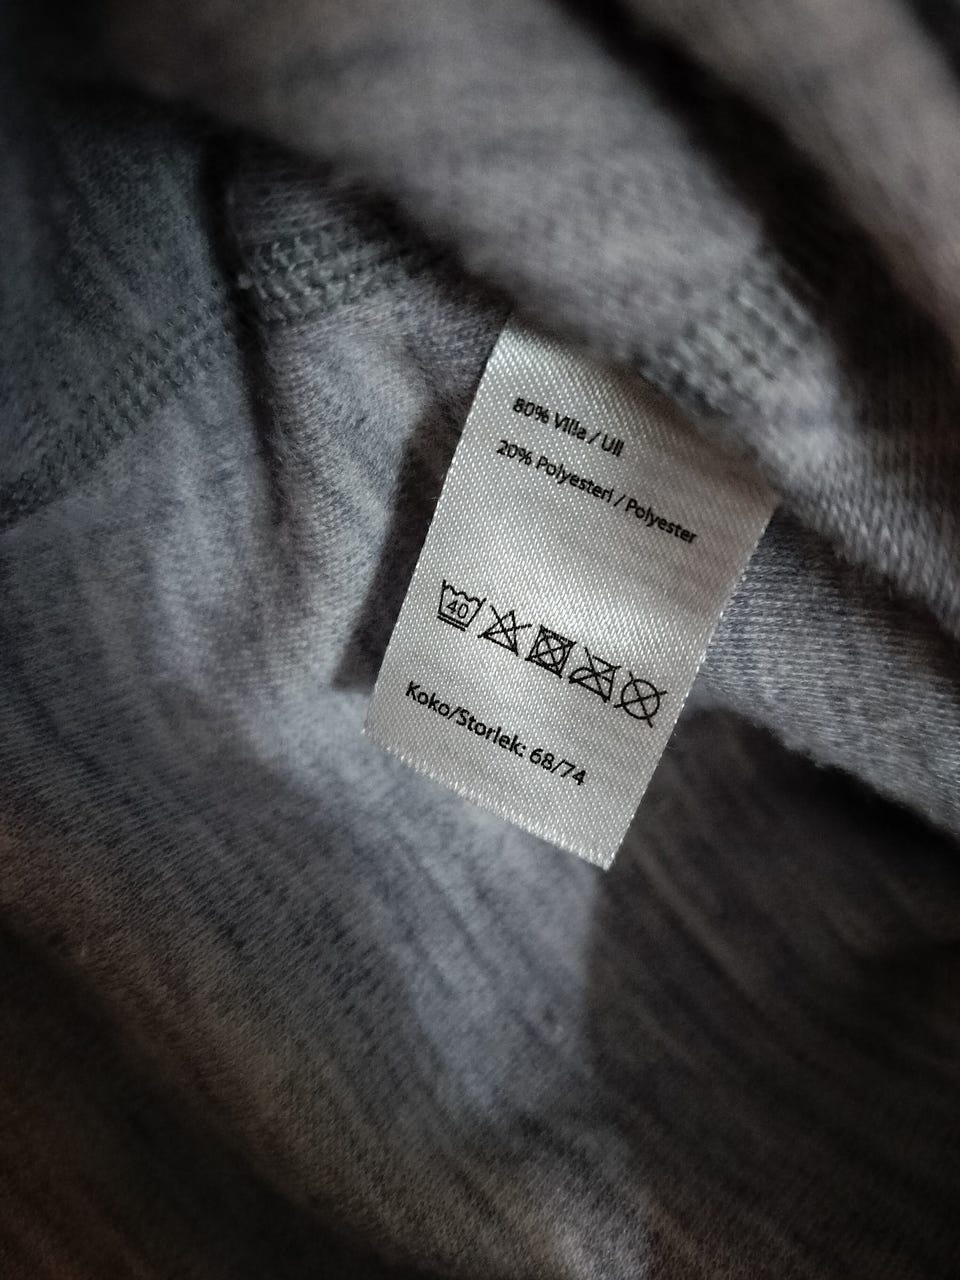 80% Villa / Ull
20% Polyesteri / Polyester
40
Koko/Storlek: 68/74